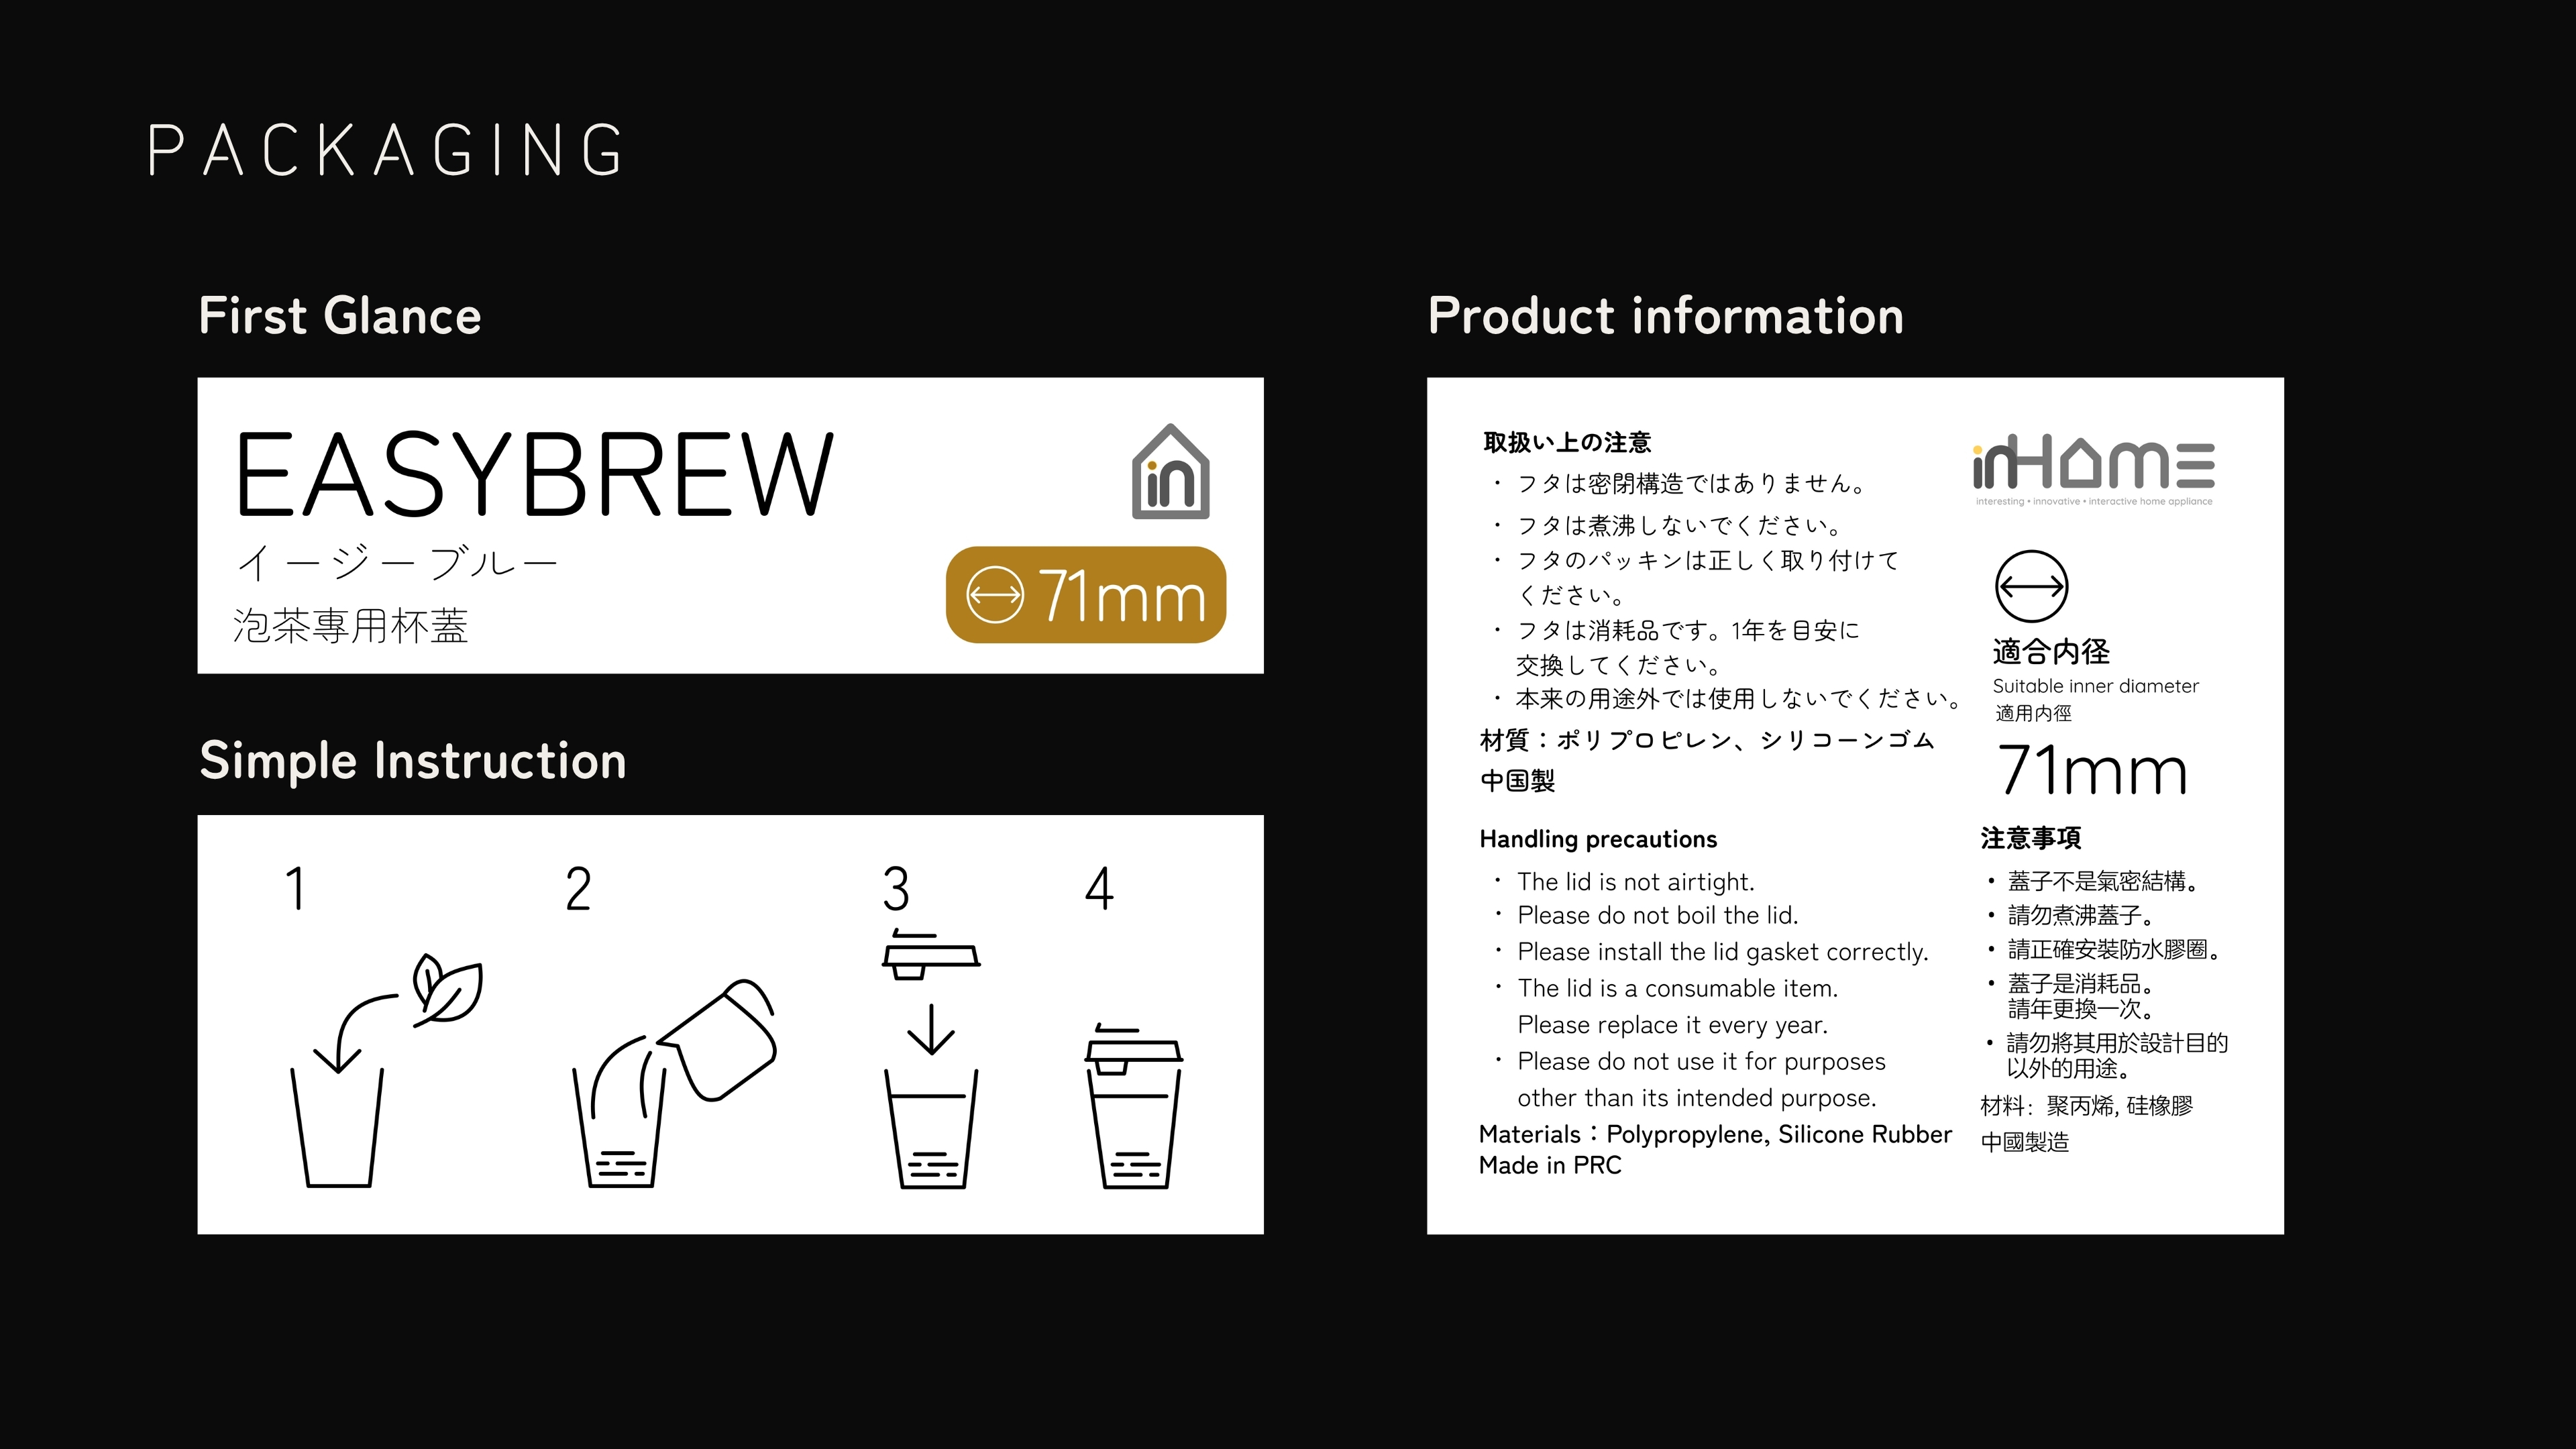 PACKAGING
First Glance
EASYBREW
イージーブルー
泡茶專用杯蓋
in
71mm
Simple Instruction
1
2
3
4
Product information
取扱い上の注意
・フタは密閉構造ではありません。
・フタは煮沸しないでください。
・フタのパッキンは正しく取り付けて
ください。
・フタは消耗品です。1年を目安に
交換してください。
・本来の用途外では使用しないでください。
材質：ポリプロピレン、シリコーンゴム
中国製
inHOME
interesting • innovative • interactive home appliance
適合内径
Suitable inner diameter
適用内徑
71mm
Handling precautions
・The lid is not airtight.
・Please do not boil the lid.
・Please install the lid gasket correctly.
・The lid is a consumable item.
Please replace it every year.
・Please do not use it for purposes
other than its intended purpose.
Materials：Polypropylene, Silicone Rubber
Made in PRC
注意事項
• 蓋子不是氣密結構。
• 請勿煮沸蓋子。
• 請正確安裝防水膠圈。
• 蓋子是消耗品。
請年更換一次。
• 請勿將其用於設計目的
以外的用途。
材料：聚丙烯, 硅橡膠
中國製造